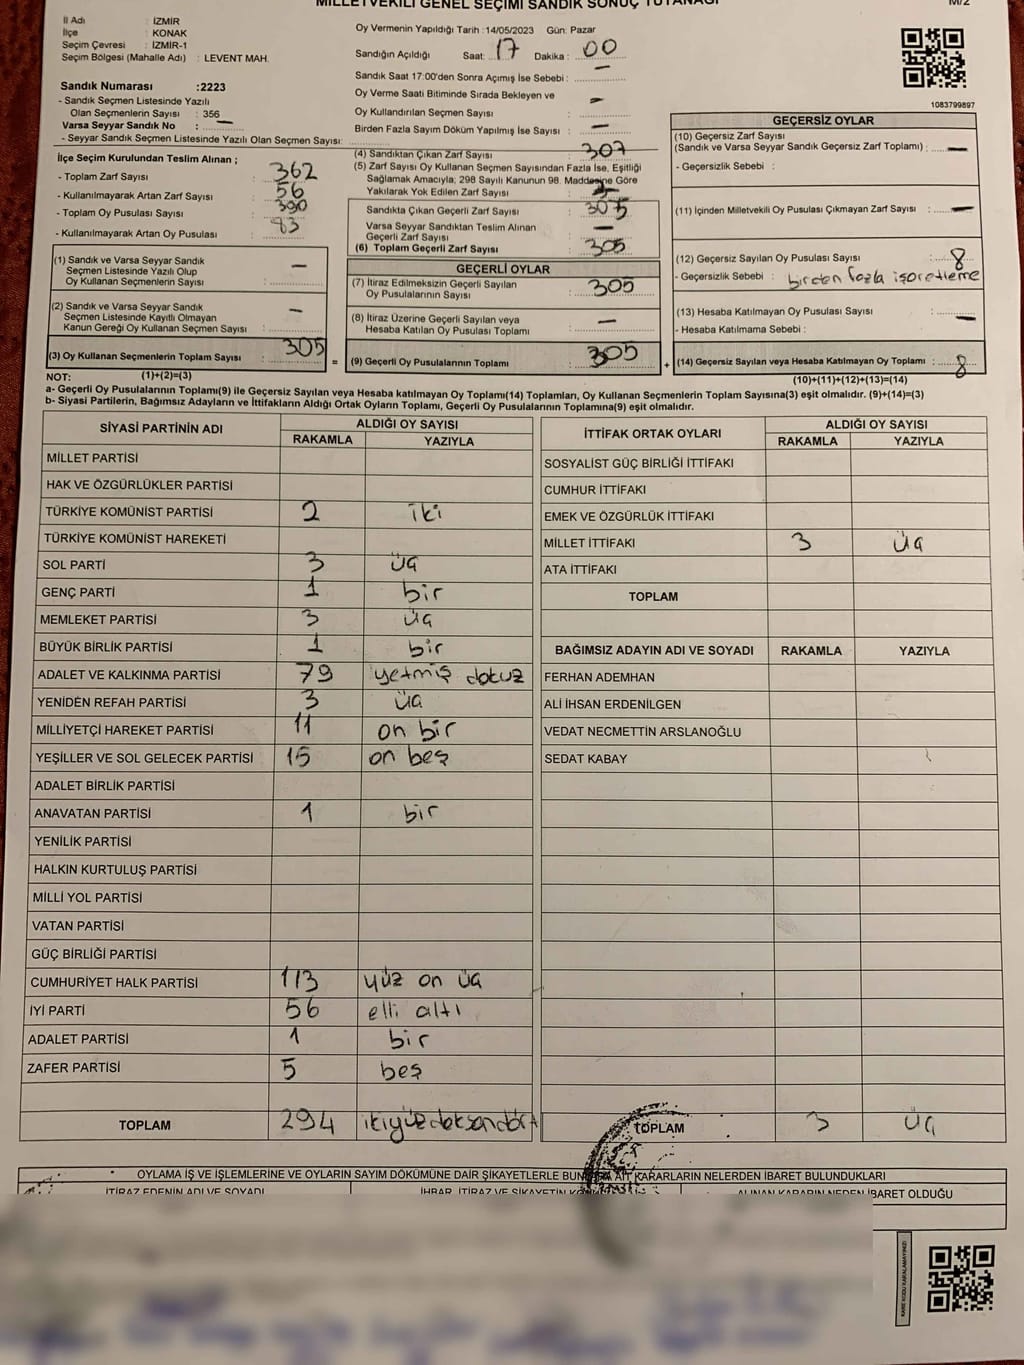 MİLLETVEKİLİ GENEL SEÇİMİ SANDIK SONUÇ TUTANAĞI
M/2
İl Adı : İZMİR
İlçe : KONAK
Seçim Çevresi : İZMİR-1
Seçim Bölgesi (Mahalle Adı) : LEVENT MAH.
Oy Vermenin Yapıldığı Tarih : 14/05/2023 Gün: Pazar
Sandığın Açıldığı Saat: 17 Dakika : 00
Sandık Saat 17:00'den Sonra Açımış İse Sebebi : —
Oy Verme Saati Bitiminde Sırada Bekleyen ve
Oy Kullandırılan Seçmen Sayısı : —
Birden Fazla Sayım Döküm Yapılmış İse Sayısı : —
1083799897
Sandık Numarası : 2223
- Sandık Seçmen Listesinde Yazılı
Olan Seçmenlerin Sayısı : 356
Varsa Seyyar Sandık No : —
- Seyyar Sandık Seçmen Listesinde Yazılı Olan Seçmen Sayısı:
İlçe Seçim Kurulundan Teslim Alınan ;
- Toplam Zarf Sayısı : 362
- Kullanılmayarak Artan Zarf Sayısı : 56
- Toplam Oy Pusulası Sayısı : 390
- Kullanılmayarak Artan Oy Pusulası
(1) Sandık ve Varsa Seyyar Sandık
Seçmen Listesinde Yazılı Olup
Oy Kullanan Seçmenlerin Sayısı : —
(2) Sandık ve Varsa Seyyar Sandık
Seçmen Listesinde Kayıtlı Olmayan
Kanun Gereği Oy Kullanan Seçmen Sayısı : —
(3) Oy Kullanan Seçmenlerin Toplam Sayısı : 305 =
(1)+(2)=(3)
(4) Sandıktan Çıkan Zarf Sayısı : 307
(5) Zarf Sayısı Oy Kullanan Seçmen Sayısından Fazla İse, Eşitliği
Sağlamak Amacıyla, 298 Sayılı Kanunun 98. Maddesine Göre
Yakılarak Yok Edilen Zarf Sayısı :
Sandıkta Çıkan Geçerli Zarf Sayısı : 305
Varsa Seyyar Sandıktan Teslim Alınan
Geçerli Zarf Sayısı : —
(6) Toplam Geçerli Zarf Sayısı : 305
GEÇERLİ OYLAR
(7) İtiraz Edilmeksizin Geçerli Sayılan
Oy Pusulalarının Sayısı : 305
(8) İtiraz Üzerine Geçerli Sayılan veya
Hesaba Katılan Oy Pusulası Toplamı : —
(9) Geçerli Oy Pusulalarının Toplamı : 305 +
GEÇERSİZ OYLAR
(10) Geçersiz Zarf Sayısı
(Sandık ve Varsa Seyyar Sandık Geçersiz Zarf Toplamı) : —
- Geçersizlik Sebebi :
(11) İçinden Milletvekili Oy Pusulası Çıkmayan Zarf Sayısı : —
(12) Geçersiz Sayılan Oy Pusulası Sayısı : 8
- Geçersizlik Sebebi : birden fazla işaretleme
(13) Hesaba Katılmayan Oy Pusulası Sayısı : —
- Hesaba Katılmama Sebebi :
(14) Geçersiz Sayılan veya Hesaba Katılmayan Oy Toplamı : 8
(10)+(11)+(12)+(13)=(14)
NOT:
a- Geçerli Oy Pusulalarının Toplamı(9) ile Geçersiz Sayılan veya Hesaba katılmayan Oy Toplamı(14) Toplamları, Oy Kullanan Seçmenlerin Toplam Sayısına(3) eşit olmalıdır. (9)+(14)=(3)
b- Siyasi Partilerin, Bağımsız Adayların ve İttifakların Aldığı Ortak Oyların Toplamı, Geçerli Oy Pusulalarının Toplamına(9) eşit olmalıdır.
SİYASİ PARTİNİN ADI ALDIĞI OY SAYISI
RAKAMLA YAZIYLA
MİLLET PARTİSİ
HAK VE ÖZGÜRLÜKLER PARTİSİ
TÜRKİYE KOMÜNİST PARTİSİ 2 iki
TÜRKİYE KOMÜNİST HAREKETİ
SOL PARTİ 3 üç
GENÇ PARTİ 1 bir
MEMLEKET PARTİSİ 3 üç
BÜYÜK BİRLİK PARTİSİ 1 bir
ADALET VE KALKINMA PARTİSİ 79 yetmiş dokuz
YENİDEN REFAH PARTİSİ 3 üç
MİLLİYETÇİ HAREKET PARTİSİ 11 on bir
YEŞİLLER VE SOL GELECEK PARTİSİ 15 on beş
ADALET BİRLİK PARTİSİ
ANAVATAN PARTİSİ 1 bir
YENİLİK PARTİSİ
HALKIN KURTULUŞ PARTİSİ
MİLLİ YOL PARTİSİ
VATAN PARTİSİ
GÜÇ BİRLİĞİ PARTİSİ
CUMHURİYET HALK PARTİSİ 113 yüz on üç
İYİ PARTİ 56 elli altı
ADALET PARTİSİ 1 bir
ZAFER PARTİSİ 5 beş
TOPLAM 294 ikiyüzdoksandört
İTTİFAK ORTAK OYLARI ALDIĞI OY SAYISI
RAKAMLA YAZIYLA
SOSYALİST GÜÇ BİRLİĞİ İTTİFAKI
CUMHUR İTTİFAKI
EMEK VE ÖZGÜRLÜK İTTİFAKI
MİLLET İTTİFAKI 3 üç
ATA İTTİFAKI
TOPLAM
BAĞIMSIZ ADAYIN ADI VE SOYADI RAKAMLA YAZIYLA
FERHAN ADEMHAN
ALİ İHSAN ERDENİLGEN
VEDAT NECMETTİN ARSLANOĞLU
SEDAT KABAY
TOPLAM 3 üç
OYLAMA İŞ VE İŞLEMLERİNE VE OYLARIN SAYIM DÖKÜMÜNE DAİR ŞİKAYETLERLE BUNLARA AİT KARARLARIN NELERDEN İBARET BULUNDUKLARI
İTİRAZ EDENİN ADI VE SOYADI İHBAR, İTİRAZ VE ŞİKAYETİN ALINAN KARARIN NEDEN İBARET OLDUĞU
KARE KODU KARALAMAYINIZ!